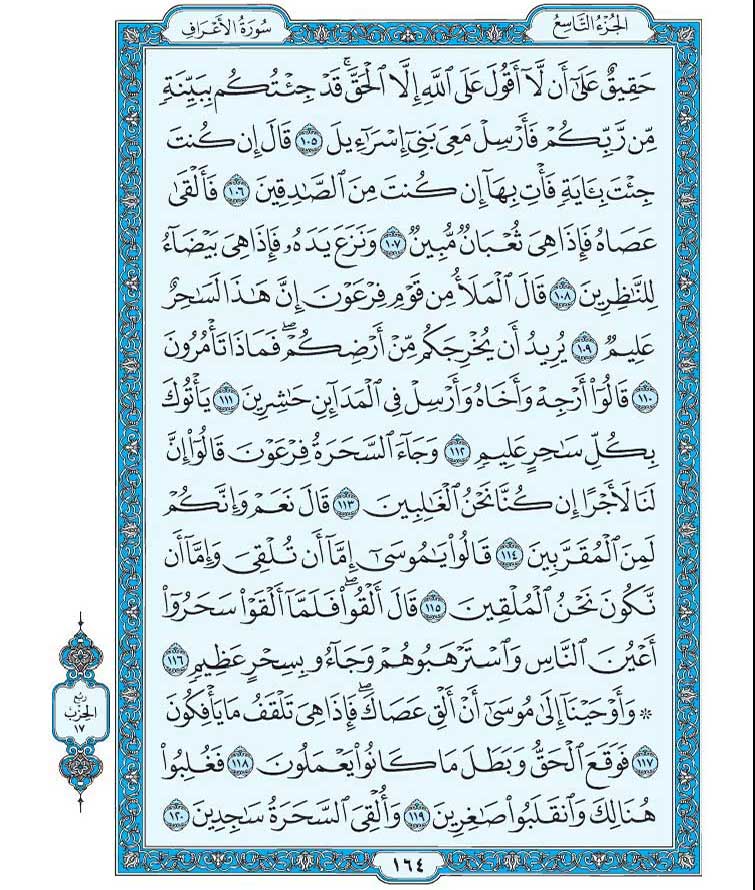 الجُزْءُ التَّاسِعُ
سُورَةُ الأَعْرَافِ
حَقِيقٌ عَلَىٰٓ أَن لَّآ أَقُولَ عَلَى ٱللَّهِ إِلَّا ٱلْحَقَّۚ قَدْ جِئْتُكُم بِبَيِّنَةٍ
مِّن رَّبِّكُمْ فَأَرْسِلْ مَعِىَ بَنِىٓ إِسْرَٰٓءِيلَ ١٠٥ قَالَ إِن كُنتَ
جِئْتَ بِـَٔايَةٍ فَأْتِ بِهَآ إِن كُنتَ مِنَ ٱلصَّٰدِقِينَ ١٠٦ فَأَلْقَىٰ
عَصَاهُ فَإِذَا هِىَ ثُعْبَانٌ مُّبِينٌ ١٠٧ وَنَزَعَ يَدَهُۥ فَإِذَا هِىَ بَيْضَآءُ
لِلنَّٰظِرِينَ ١٠٨ قَالَ ٱلْمَلَأُ مِن قَوْمِ فِرْعَوْنَ إِنَّ هَٰذَا لَسَٰحِرٌ
عَلِيمٌ ١٠٩ يُرِيدُ أَن يُخْرِجَكُم مِّنْ أَرْضِكُمْۖ فَمَاذَا تَأْمُرُونَ
١١٠ قَالُوٓا۟ أَرْجِهْ وَأَخَاهُ وَأَرْسِلْ فِى ٱلْمَدَآئِنِ حَٰشِرِينَ ١١١ يَأْتُوكَ
بِكُلِّ سَٰحِرٍ عَلِيمٍ ١١٢ وَجَآءَ ٱلسَّحَرَةُ فِرْعَوْنَ قَالُوٓا۟ إِنَّ
لَنَا لَأَجْرًا إِن كُنَّا نَحْنُ ٱلْغَٰلِبِينَ ١١٣ قَالَ نَعَمْ وَإِنَّكُمْ
لَمِنَ ٱلْمُقَرَّبِينَ ١١٤ قَالُوا۟ يَٰمُوسَىٰٓ إِمَّآ أَن تُلْقِىَ وَإِمَّآ أَن
نَّكُونَ نَحْنُ ٱلْمُلْقِينَ ١١٥ قَالَ أَلْقُوا۟ۖ فَلَمَّآ أَلْقَوْا۟ سَحَرُوٓا۟
أَعْيُنَ ٱلنَّاسِ وَٱسْتَرْهَبُوهُمْ وَجَآءُو بِسِحْرٍ عَظِيمٍ ١١٦
۞ وَأَوْحَيْنَآ إِلَىٰ مُوسَىٰٓ أَنْ أَلْقِ عَصَاكَۖ فَإِذَا هِىَ تَلْقَفُ مَا يَأْفِكُونَ
١١٧ فَوَقَعَ ٱلْحَقُّ وَبَطَلَ مَا كَانُوا۟ يَعْمَلُونَ ١١٨ فَغُلِبُوا۟
هُنَالِكَ وَٱنقَلَبُوا۟ صَٰغِرِينَ ١١٩ وَأُلْقِىَ ٱلسَّحَرَةُ سَٰجِدِينَ ١٢٠
رُبْع
الحِزْبْ
١٧
١٦٤